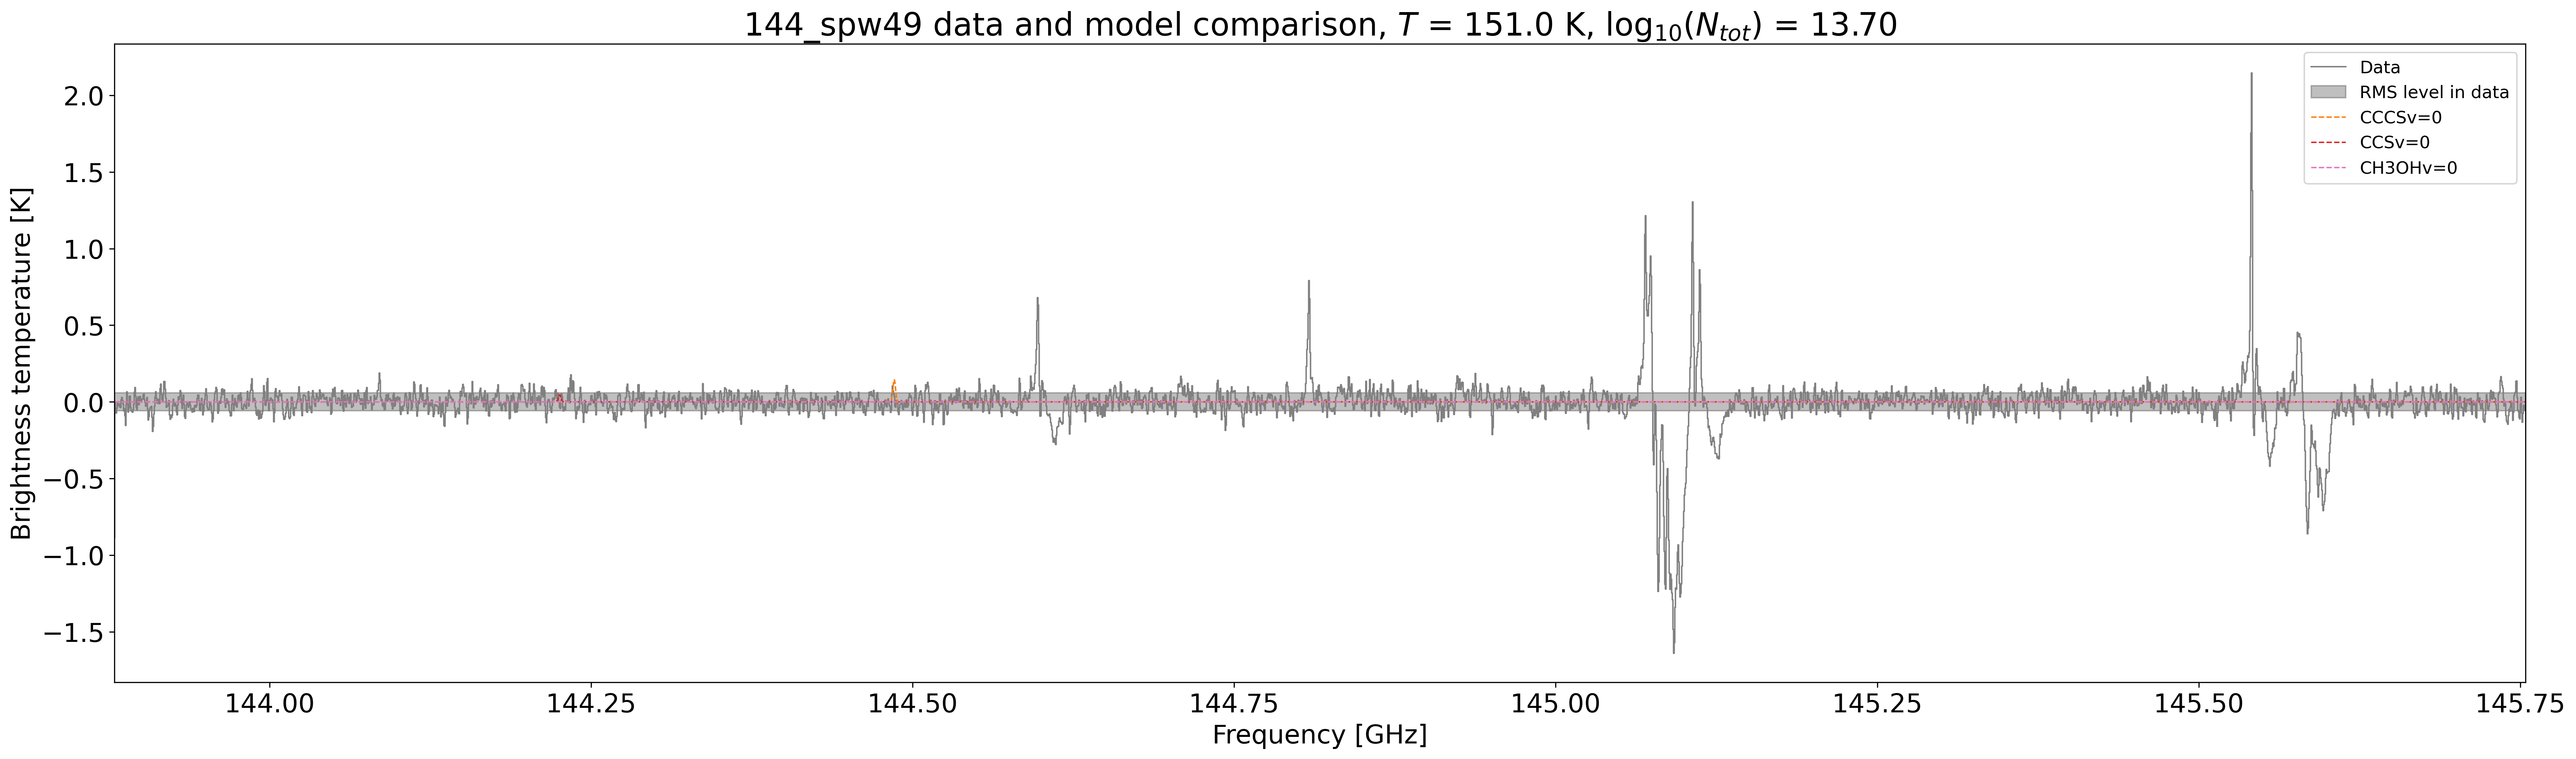 144_spw49 data and model comparison, T = 151.0 K, log₁₀(Nₜₒₜ) = 13.70
Data
RMS level in data
CCCSv=0
CCSv=0
CH3OHv=0
Brightness temperature [K]
2.0
1.5
1.0
0.5
0.0
−0.5
−1.0
−1.5
144.00 144.25 144.50 144.75 145.00 145.25 145.50 145.75
Frequency [GHz]